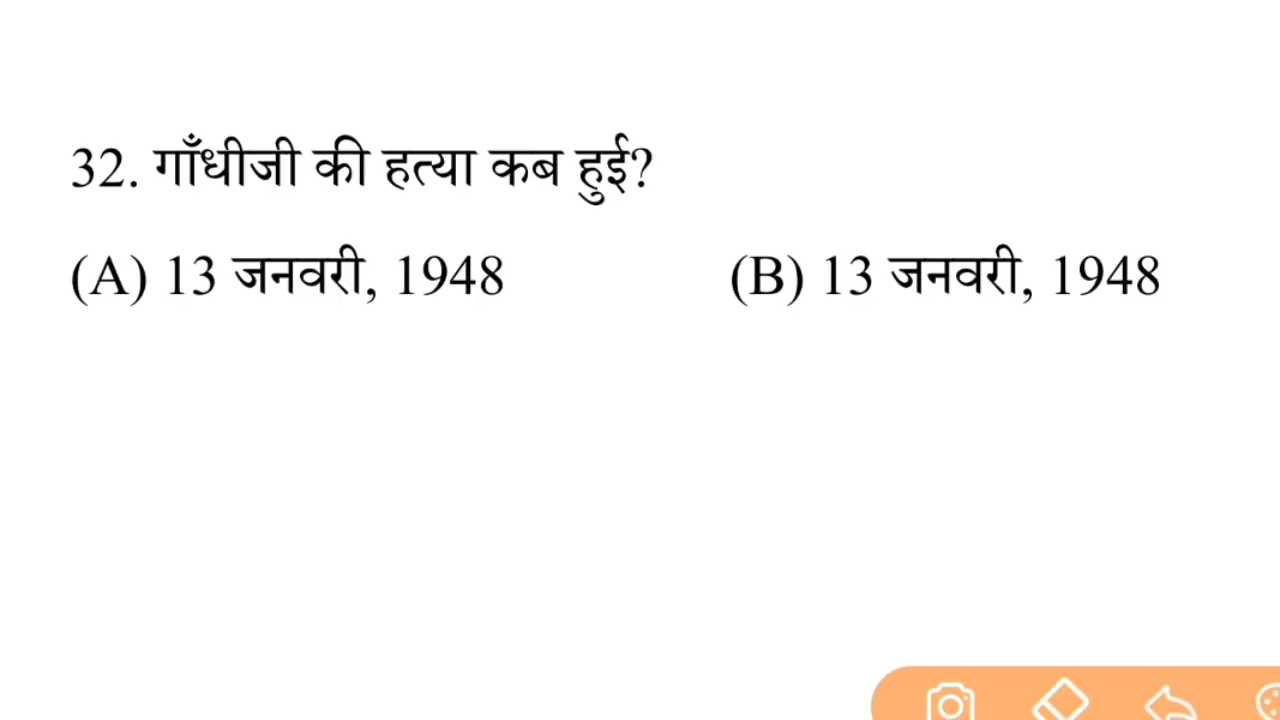 32. गाँधीजी की हत्या कब हुई?
(A) 13 जनवरी, 1948 (B) 13 जनवरी, 1948